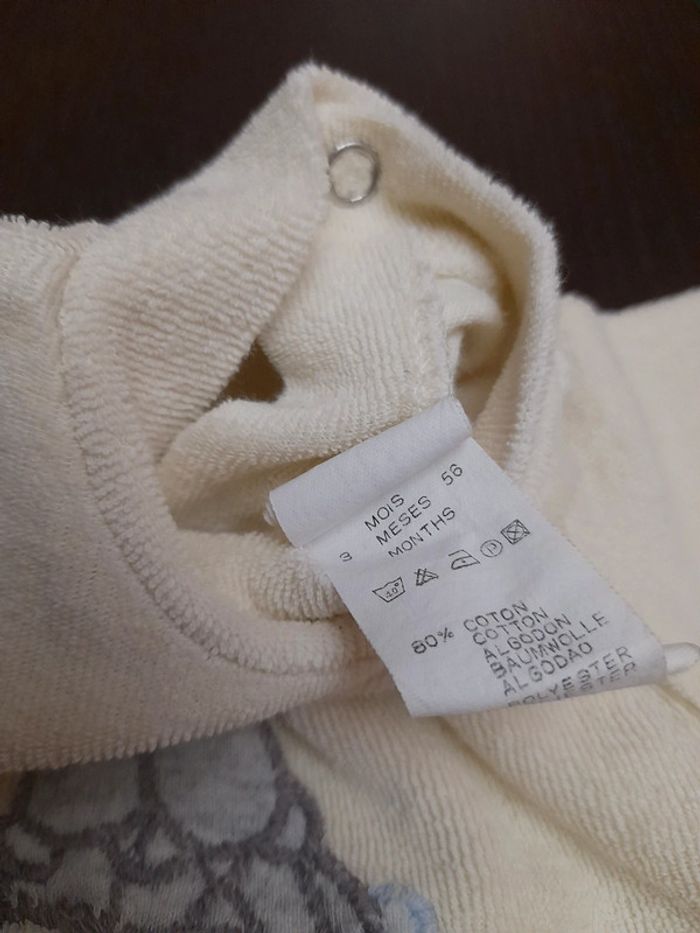 MOIS
3 MESES 56
MONTHS
40°
P
80% COTON
COTTON
ALGODON
BAUMWOLLE
ALGODAO
POLYESTER